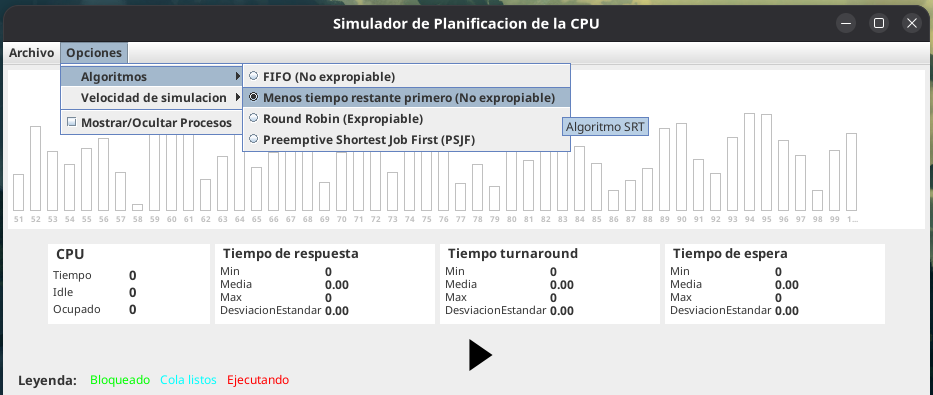 Simulador de Planificacion de la CPU
Archivo Opciones
Algoritmos
Velocidad de simulacion
Mostrar/Ocultar Procesos
FIFO (No expropiable)
Menos tiempo restante primero (No expropiable)
Round Robin (Expropiable)
Preemptive Shortest Job First (PSJF)
Algoritmo SRT
51 52 53 54 55 56 57 58 59 60 61 62 63 64 65 66 67 68 69 70 71 72 73 74 75 76 77 78 79 80 81 82 83 84 85 86 87 88 89 90 91 92 93 94 95 96 97 98 99 1...
CPU
Tiempo 0
Idle 0
Ocupado 0
Tiempo de respuesta
Min 0
Media 0.00
Max 0
DesviacionEstandar 0.00
Tiempo turnaround
Min 0
Media 0.00
Max 0
DesviacionEstandar 0.00
Tiempo de espera
Min 0
Media 0.00
Max 0
DesviacionEstandar 0.00
Leyenda: Bloqueado Cola listos Ejecutando